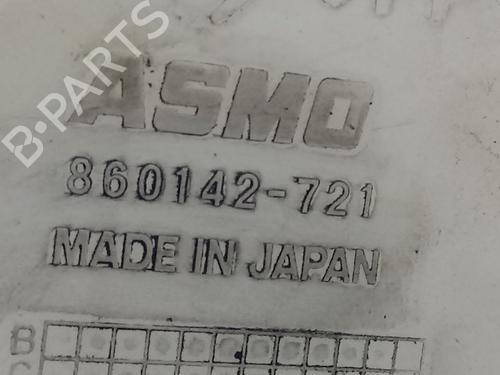 ASMO
860142-721
MADE IN JAPAN
B
B-PARTS